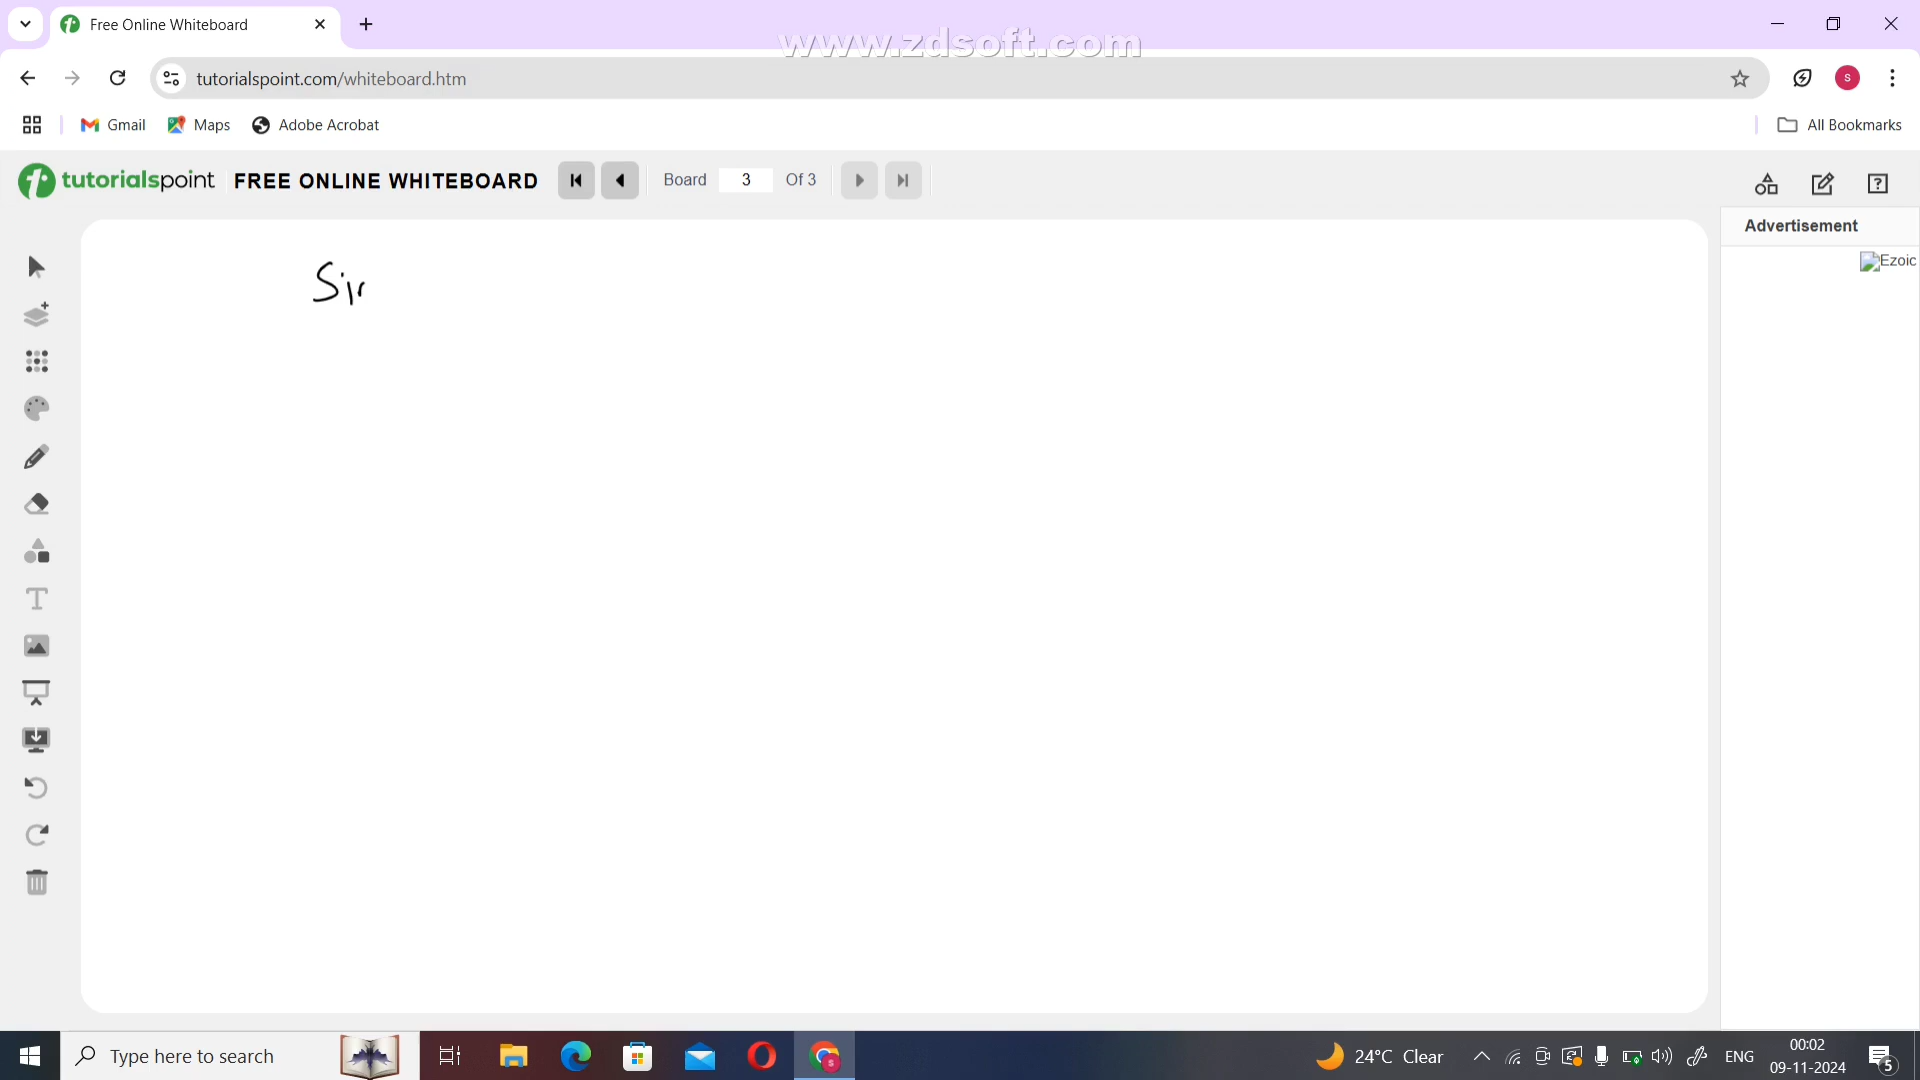 Free Online Whiteboard
www.zdsoft.com
tutorialspoint.com/whiteboard.htm
S
Gmail
Maps
Adobe Acrobat
All Bookmarks
tutorialspoint
FREE ONLINE WHITEBOARD
Board 3 Of 3
Advertisement
Ezoic
Sir
Type here to search
24°C Clear
ENG
00:02
09-11-2024
5